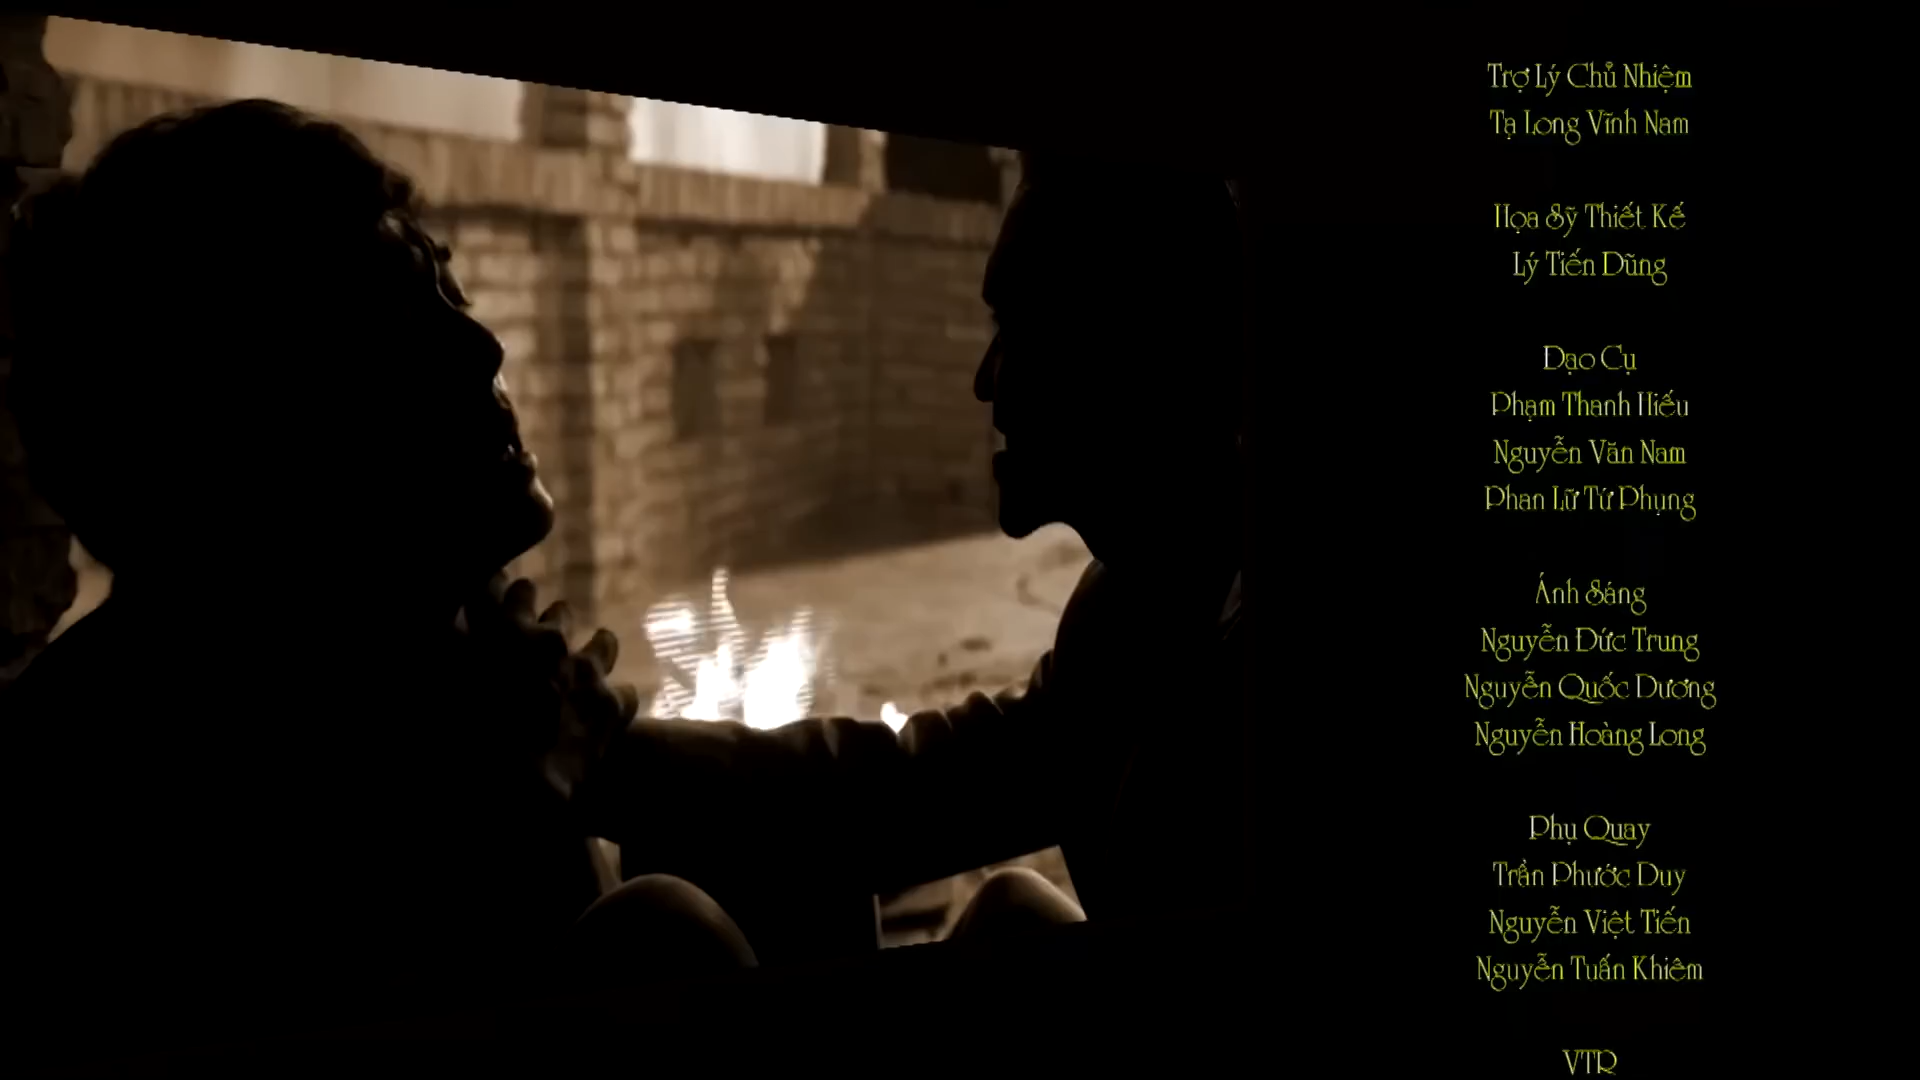 Trợ Lý Chủ Nhiệm
Tạ Long Vĩnh Nam
Họa Sỹ Thiết Kế
Lý Tiến Dũng
Đạo Cụ
Phạm Thanh Hiếu
Nguyễn Văn Nam
Phan Lữ Tứ Phụng
Ánh Sáng
Nguyễn Đức Trung
Nguyễn Quốc Dương
Nguyễn Hoàng Long
Phụ Quay
Trần Phước Duy
Nguyễn Việt Tiến
Nguyễn Tuấn Khiêm
VTR